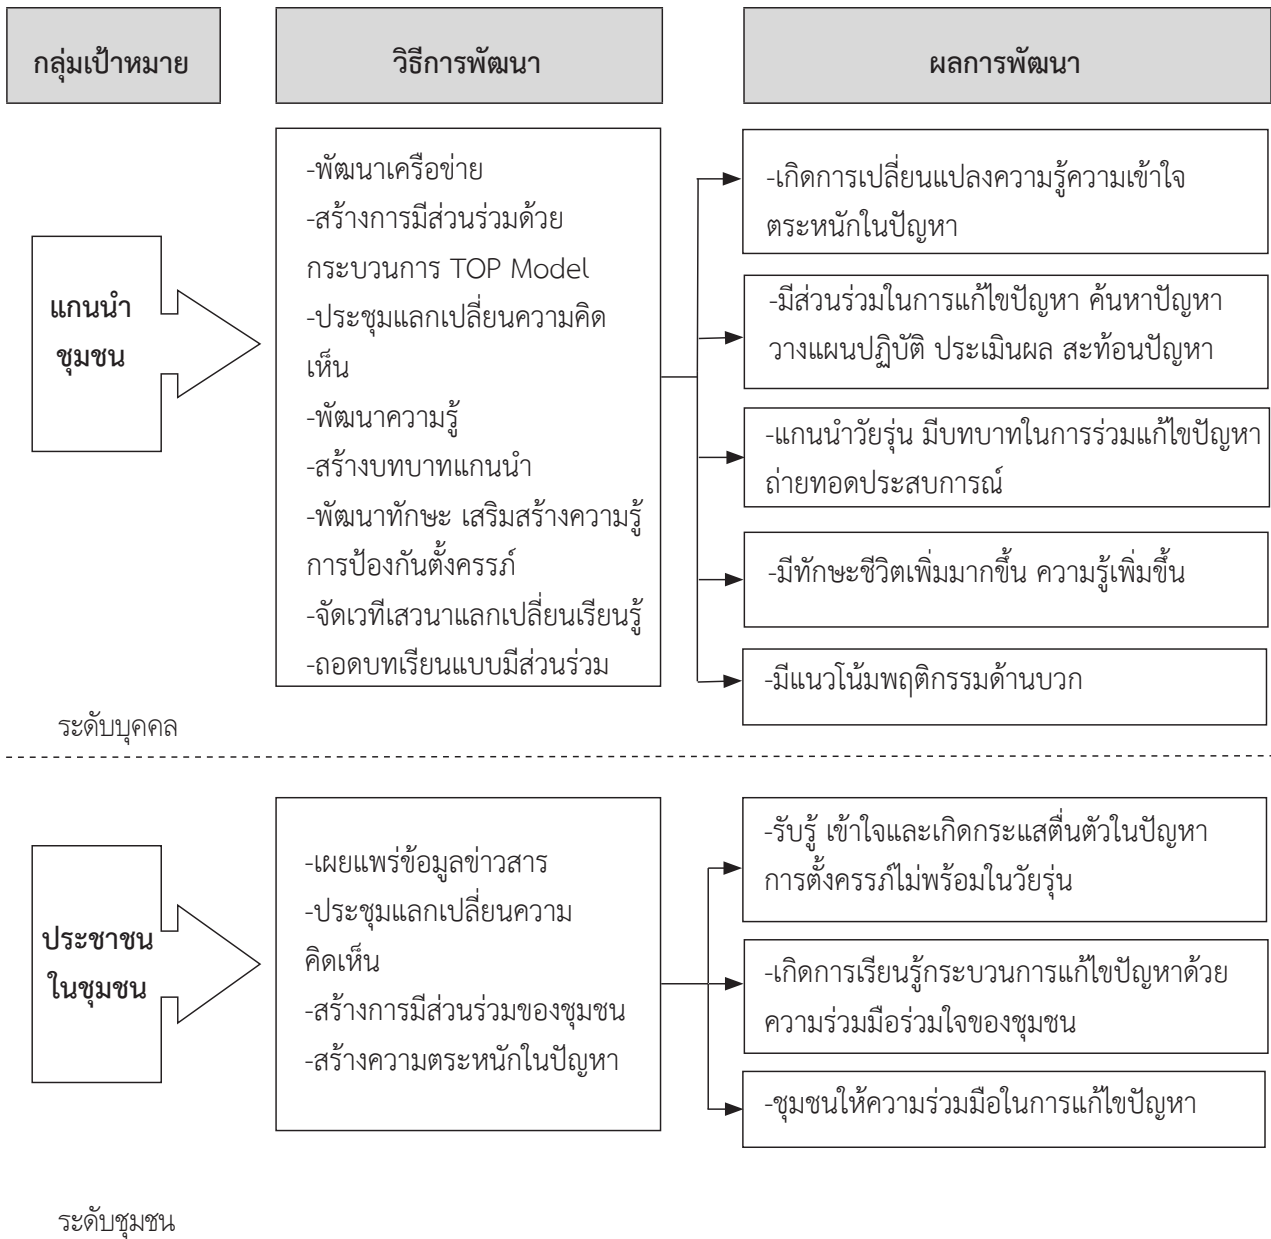 กลุ่มเป้าหมาย
วิธีการพัฒนา
ผลการพัฒนา
แกนนำ
ชุมชน
-พัฒนาเครือข่าย
-สร้างการมีส่วนร่วมด้วย
กระบวนการ TOP Model
-ประชุมแลกเปลี่ยนความคิด
เห็น
-พัฒนาความรู้
-สร้างบทบาทแกนนำ
-พัฒนาทักษะ เสริมสร้างความรู้
การป้องกันตั้งครรภ์
-จัดเวทีเสวนาแลกเปลี่ยนเรียนรู้
-ถอดบทเรียนแบบมีส่วนร่วม
-เกิดการเปลี่ยนแปลงความรู้ความเข้าใจ
ตระหนักในปัญหา
-มีส่วนร่วมในการแก้ไขปัญหา ค้นหาปัญหา
วางแผนปฏิบัติ ประเมินผล สะท้อนปัญหา
-แกนนำวัยรุ่น มีบทบาทในการร่วมแก้ไขปัญหา
ถ่ายทอดประสบการณ์
-มีทักษะชีวิตเพิ่มมากขึ้น ความรู้เพิ่มขึ้น
-มีแนวโน้มพฤติกรรมด้านบวก
ระดับบุคคล
ประชาชน
ในชุมชน
-เผยแพร่ข้อมูลข่าวสาร
-ประชุมแลกเปลี่ยนความ
คิดเห็น
-สร้างการมีส่วนร่วมของชุมชน
-สร้างความตระหนักในปัญหา
-รับรู้ เข้าใจและเกิดกระแสตื่นตัวในปัญหา
การตั้งครรภ์ไม่พร้อมในวัยรุ่น
-เกิดการเรียนรู้กระบวนการแก้ไขปัญหาด้วย
ความร่วมมือร่วมใจของชุมชน
-ชุมชนให้ความร่วมมือในการแก้ไขปัญหา
ระดับชุมชน